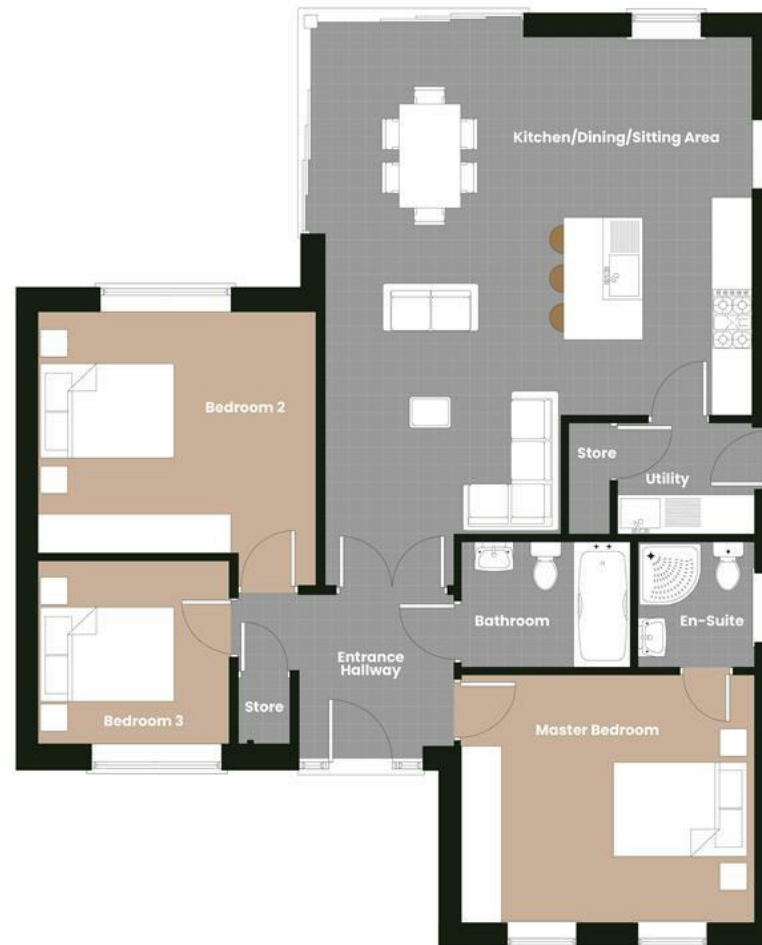 Kitchen/Dining/Sitting Area
Bedroom 2
Store
Utility
Bathroom
En-Suite
Entrance
Hallway
Store
Bedroom 3
Master Bedroom